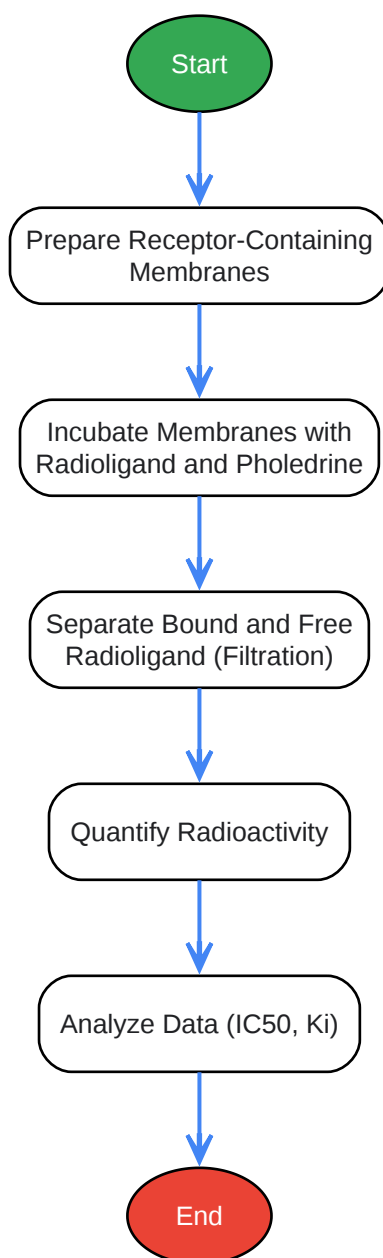 Start
Prepare Receptor-Containing
Membranes
Incubate Membranes with
Radioligand and Pholedrine
Separate Bound and Free
Radioligand (Filtration)
Quantify Radioactivity
Analyze Data (IC50, Ki)
End